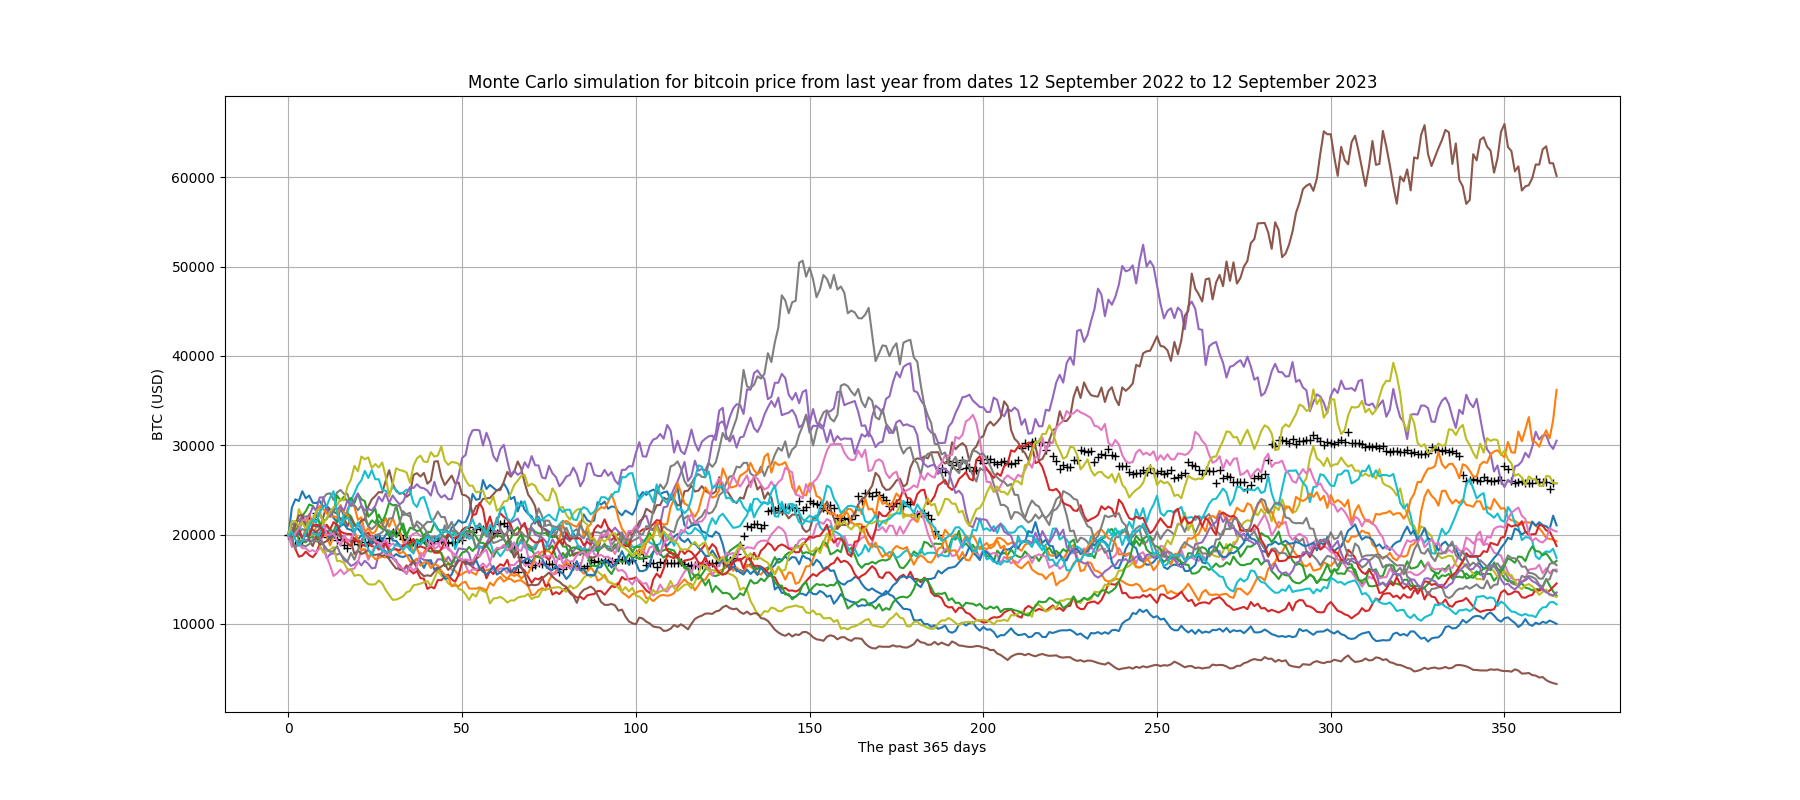 Monte Carlo simulation for bitcoin price from last year from dates 12 September 2022 to 12 September 2023
60000
50000
40000
30000
20000
10000
BTC (USD)
0 50 100 150 200 250 300 350
The past 365 days